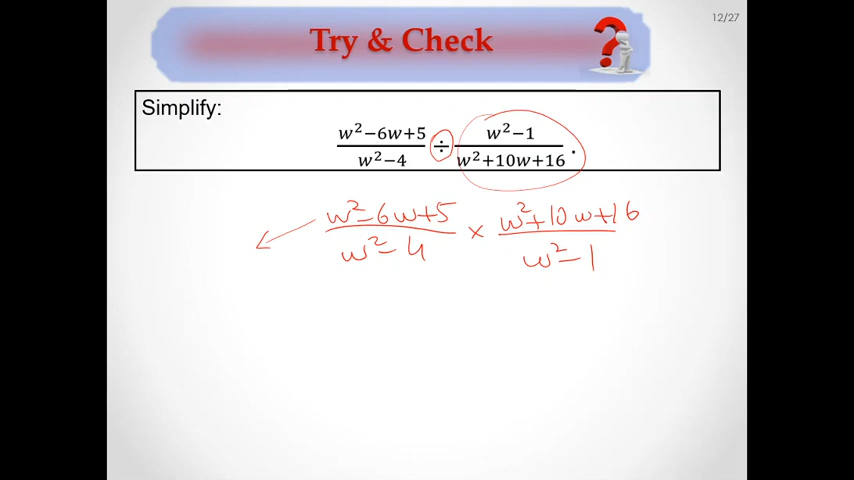 12/27
Try & Check
Simplify:
w²−6w+5 / w²−4 ÷ w²−1 / w²+10w+16 .
w²−6w+5 / w²−4 × w²+10w+16 / w²−1